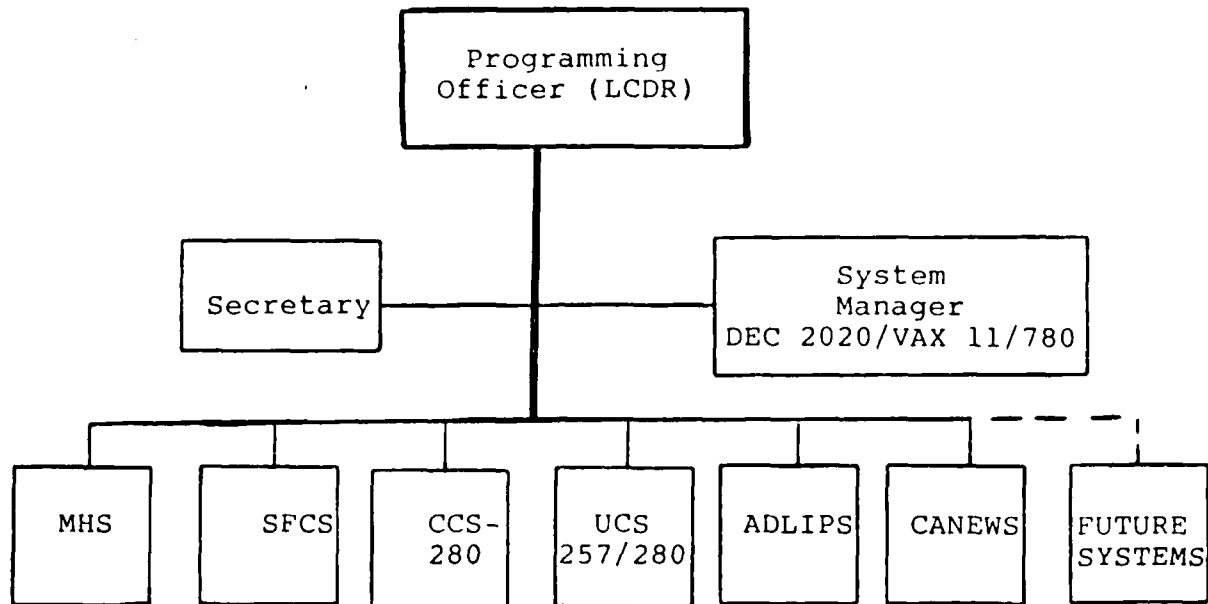 Programming
Officer (LCDR)
Secretary
System
Manager
DEC 2020/VAX 11/780
MHS
SFCS
CCS-
280
UCS
257/280
ADLIPS
CANEWS
FUTURE
SYSTEMS